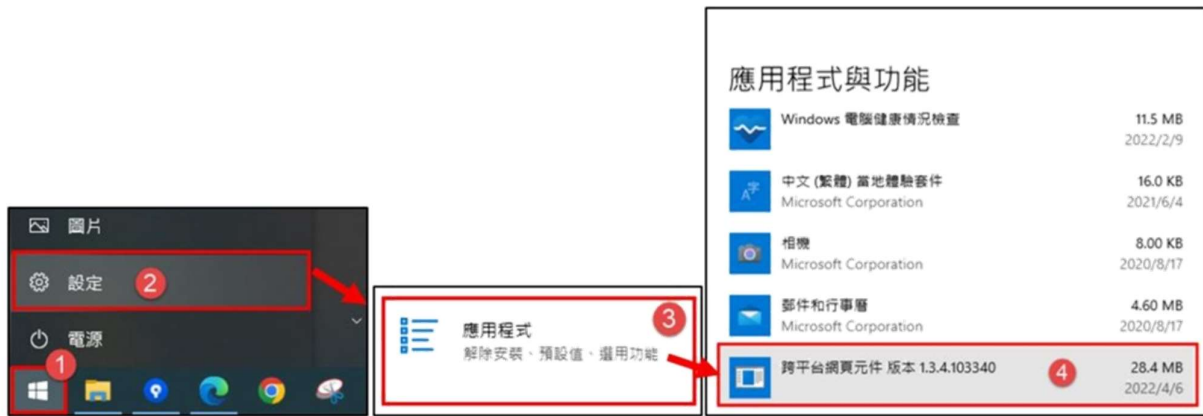 圖片
設定
2
電源
1
應用程式
解除安裝、預設值、選用功能
3
應用程式與功能
Windows 電腦健康情況檢查
11.5 MB
2022/2/9
中文 (繁體) 當地體驗套件
16.0 KB
Microsoft Corporation
2021/6/4
相機
8.00 KB
Microsoft Corporation
2020/8/17
郵件和行事曆
4.60 MB
Microsoft Corporation
2020/8/17
跨平台網頁元件 版本 1.3.4.103340
4
28.4 MB
2022/4/6